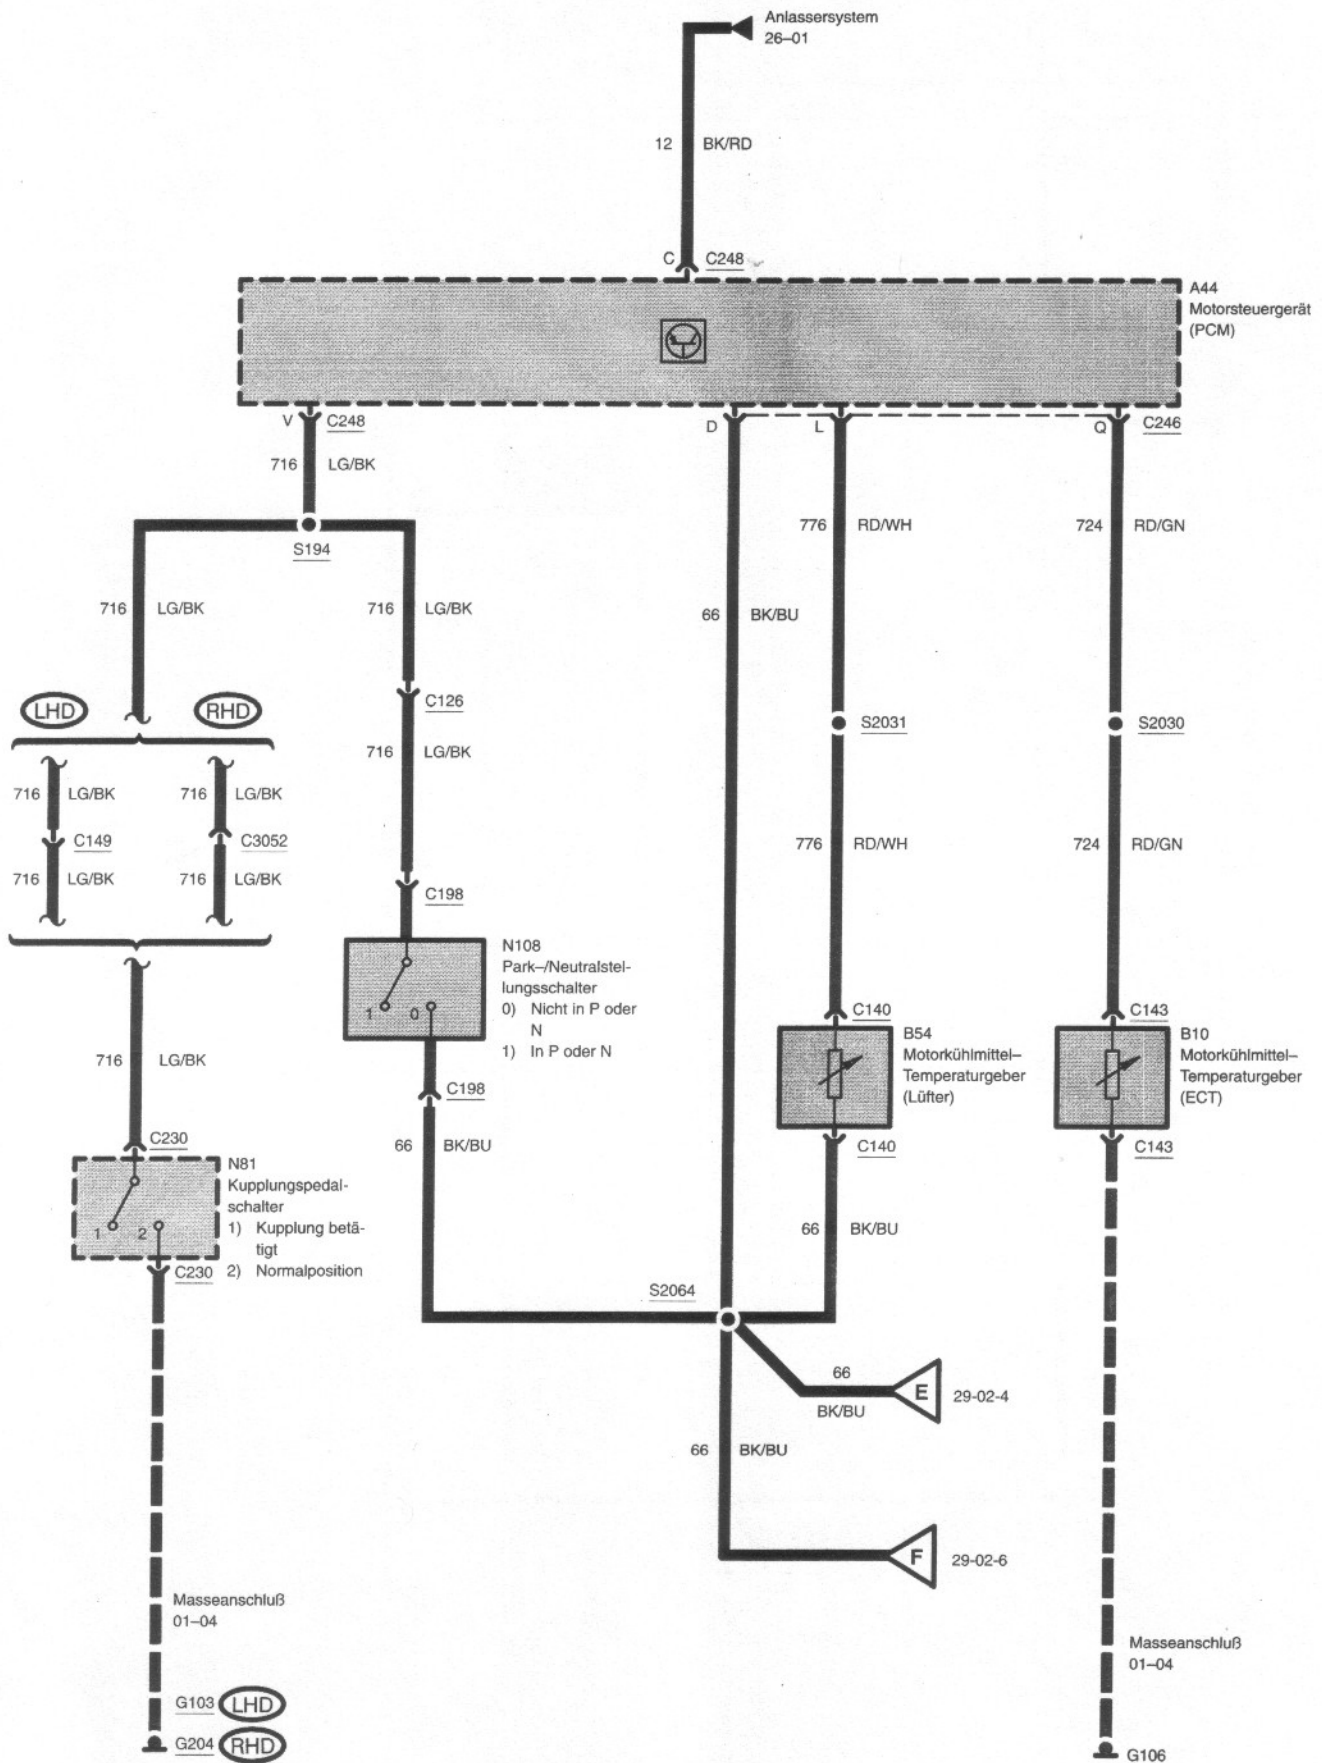 Anlassersystem
26–01
12 BK/RD
C C248
A44
Motorsteuergerät
(PCM)
V C248
D L Q C246
716 LG/BK
776 RD/WH
724 RD/GN
S194
716 LG/BK
716 LG/BK
66 BK/BU
LHD
RHD
C126
S2031
S2030
716 LG/BK
716 LG/BK
716 LG/BK
C149
C3052
776 RD/WH
724 RD/GN
716 LG/BK
716 LG/BK
C198
N108
Park–/Neutralstel-
lungsschalter
0) Nicht in P oder
N
1) In P oder N
1 0
C140
C143
B54
Motorkühlmittel–
Temperaturgeber
(Lüfter)
B10
Motorkühlmittel–
Temperaturgeber
(ECT)
716 LG/BK
C198
C230
66 BK/BU
C140
C143
N81
Kupplungspedal-
schalter
1) Kupplung betä-
tigt
2) Normalposition
1 2
C230
66 BK/BU
S2064
66
BK/BU
E 29-02-4
66 BK/BU
F 29-02-6
Masseanschluß
01–04
Masseanschluß
01–04
G103 LHD
G204 RHD
G106